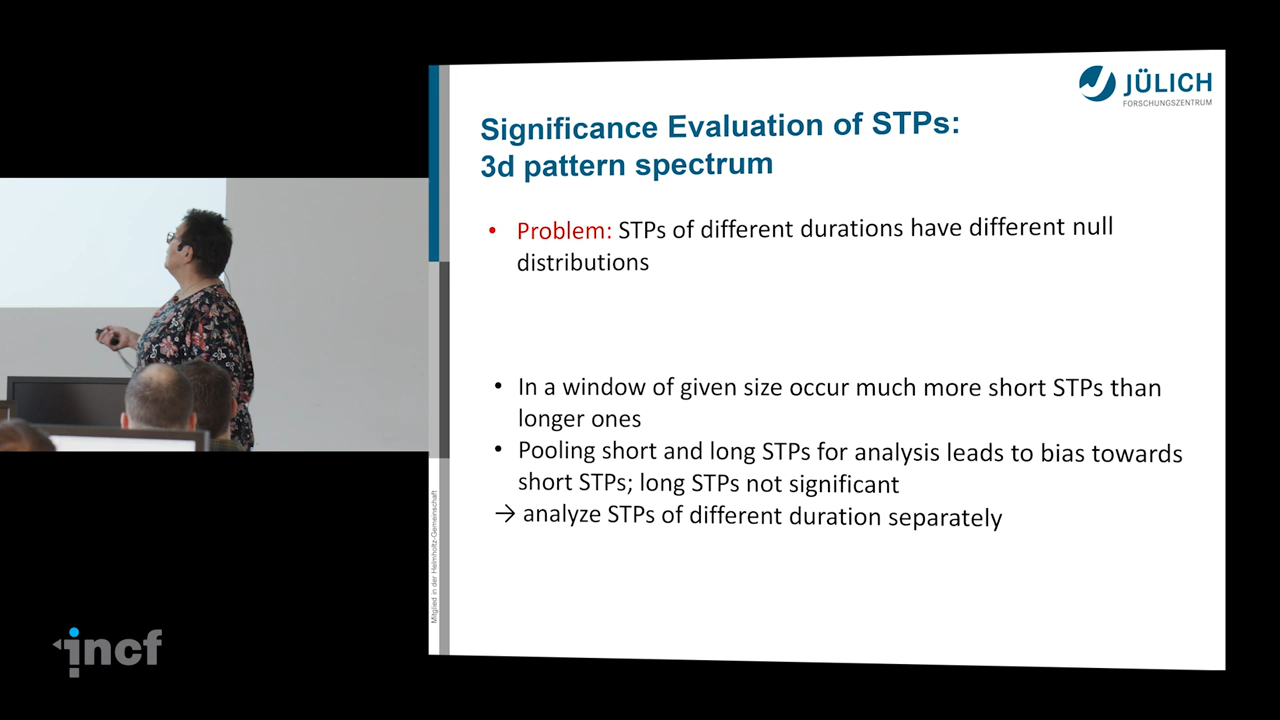 JÜLICH
FORSCHUNGSZENTRUM
Significance Evaluation of STPs:
3d pattern spectrum
• Problem: STPs of different durations have different null
distributions
• In a window of given size occur much more short STPs than
longer ones
• Pooling short and long STPs for analysis leads to bias towards
short STPs; long STPs not significant
→ analyze STPs of different duration separately
Mitglied in der Helmholtz-Gemeinschaft
incf